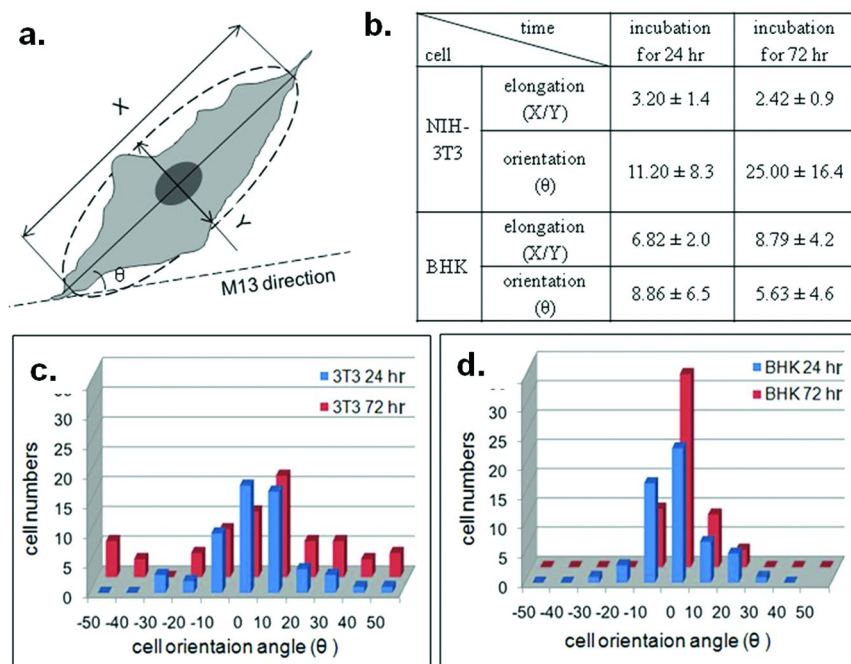 a.
X
Y
θ
M13 direction
b.
time
cell
incubation for 24 hr
incubation for 72 hr
NIH-3T3
elongation (X/Y)
3.20 ± 1.4
2.42 ± 0.9
orientation (θ)
11.20 ± 8.3
25.00 ± 16.4
BHK
elongation (X/Y)
6.82 ± 2.0
8.79 ± 4.2
orientation (θ)
8.86 ± 6.5
5.63 ± 4.6
c.
3T3 24 hr
3T3 72 hr
cell numbers
30
25
20
15
10
5
0
-50 -40 -30 -20 -10 0 10 20 30 40 50
cell orientaion angle (θ )
d.
BHK 24 hr
BHK 72 hr
cell numbers
30
25
20
15
10
5
0
-50 -40 -30 -20 -10 0 10 20 30 40 50
cell orientaion angle (θ )